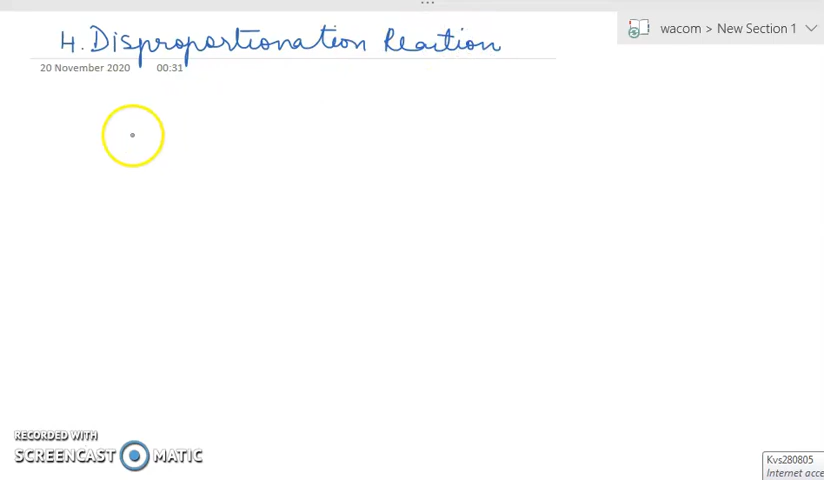 4. Disproportionation Reaction
wacom > New Section 1
20 November 2020 00:31
RECORDED WITH
SCREENCAST MATIC
Kvs280805
Internet acce